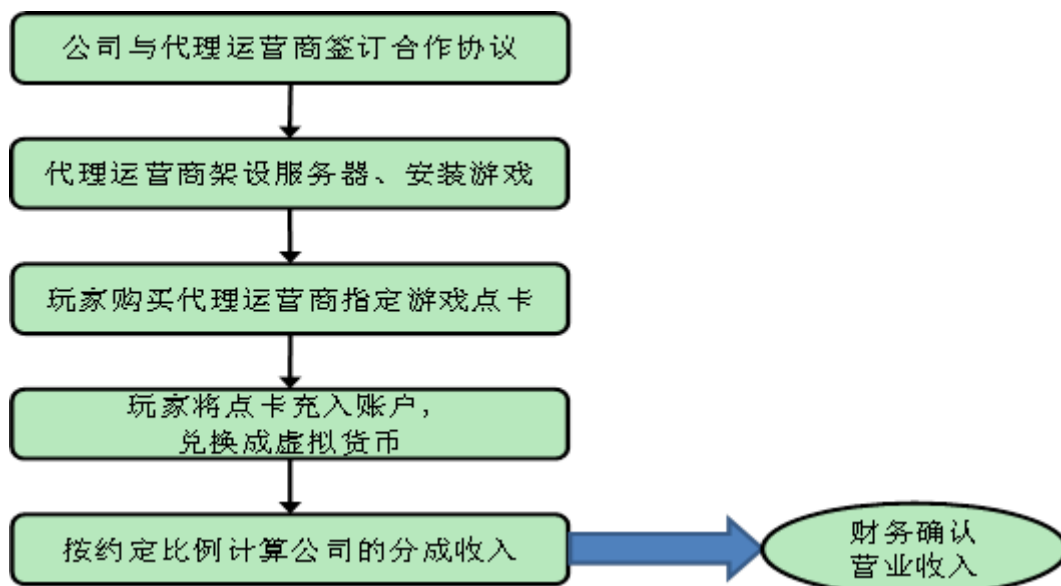 公司与代理运营商签订合作协议
代理运营商架设服务器、安装游戏
玩家购买代理运营商指定游戏点卡
玩家将点卡充入账户，
兑换成虚拟货币
按约定比例计算公司的分成收入
财务确认
营业收入